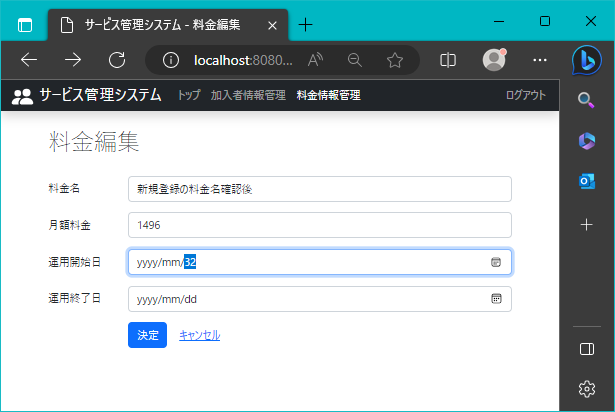 サービス管理システム - 料金編集
localhost:8080...
サービス管理システム トップ 加入者情報管理 料金情報管理 ログアウト
料金編集
料金名 新規登録の料金名確認後
月額料金 1496
運用開始日 yyyy/mm/32
運用終了日 yyyy/mm/dd
決定 キャンセル